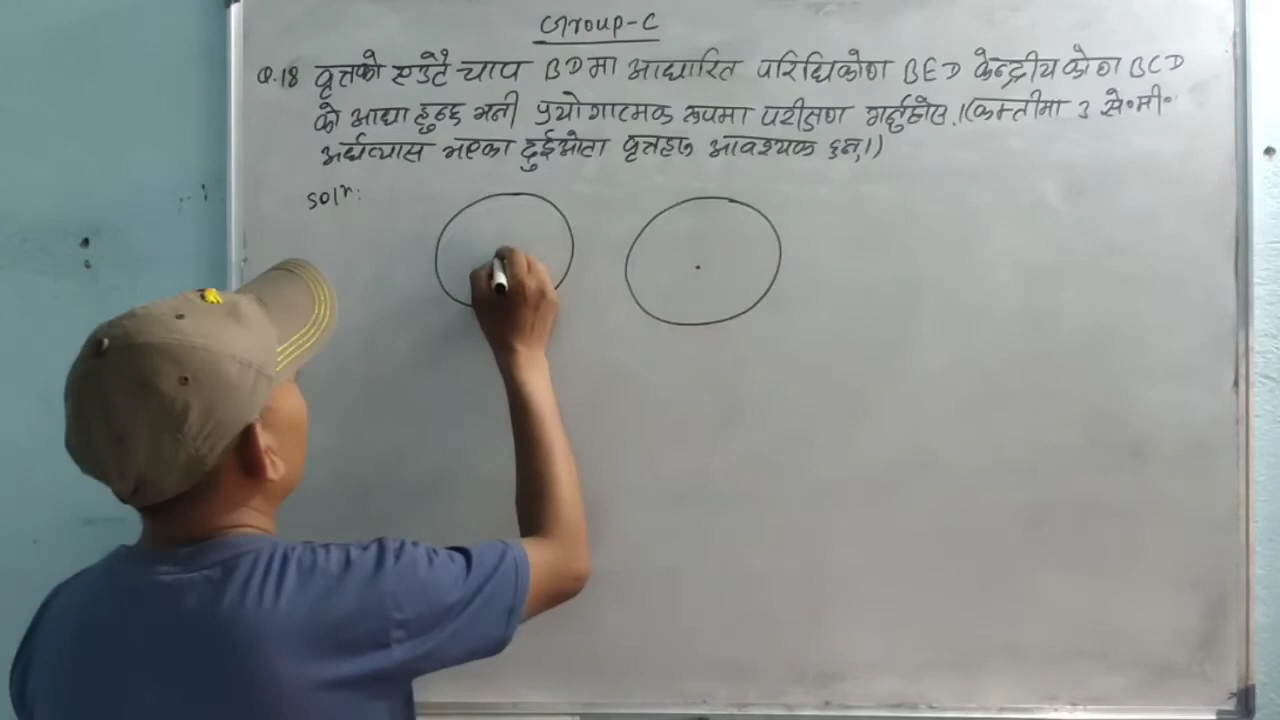 Group-C
Q.18 वृत्तको एउटै चाप BD मा आधारित परिधिकोण BED केन्द्रीय कोण BCD
को आधा हुन्छ भनी प्रयोगात्मक रूपमा परीक्षण गर्नुहोस् ।(कम्तीमा 3 से॰मी॰
अर्धव्यास भएका दुईओटा वृत्तहरू आवश्यक छन् ।)
Solⁿ: